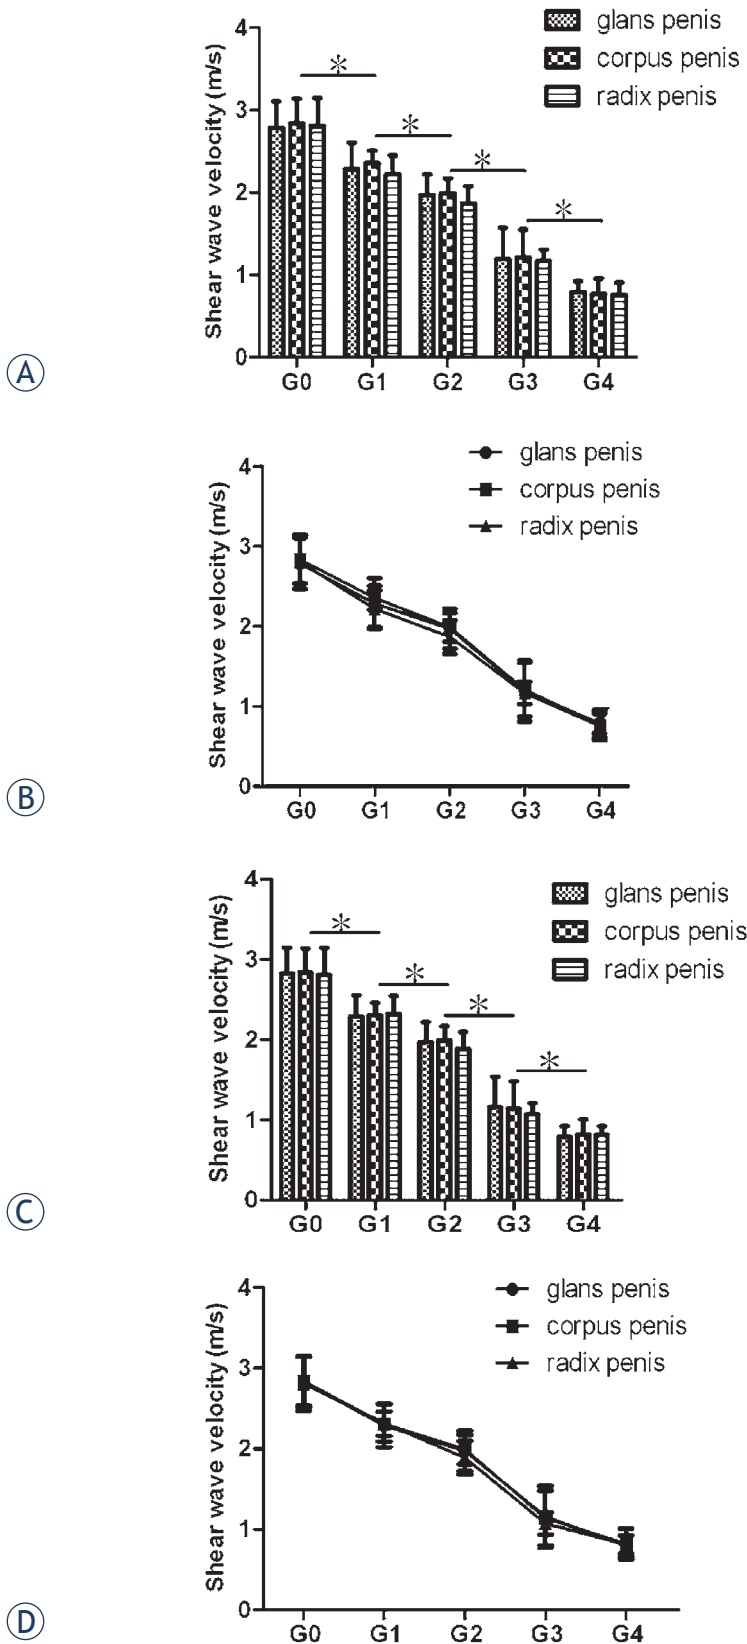 glans penis
corpus penis
radix penis
Shear wave velocity (m/s)
4
3
2
1
0
*
*
*
*
G0 G1 G2 G3 G4
A
glans penis
corpus penis
radix penis
Shear wave velocity (m/s)
4
3
2
1
0
G0 G1 G2 G3 G4
B
glans penis
corpus penis
radix penis
Shear wave velocity (m/s)
4
3
2
1
0
*
*
*
*
G0 G1 G2 G3 G4
C
glans penis
corpus penis
radix penis
Shear wave velocity (m/s)
4
3
2
1
0
G0 G1 G2 G3 G4
D